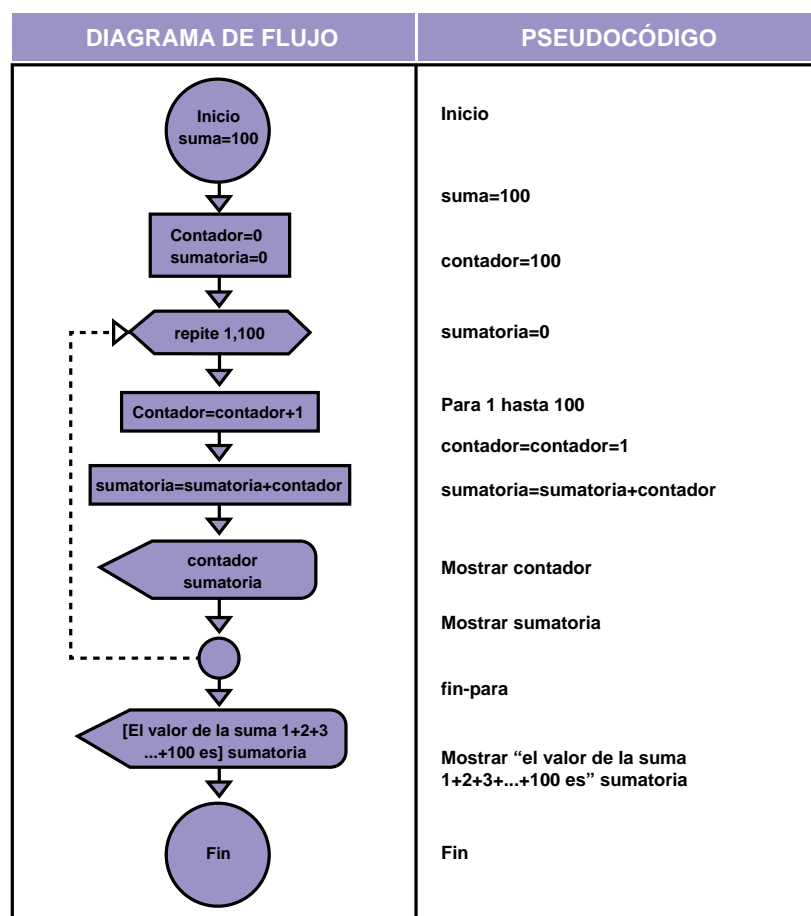 DIAGRAMA DE FLUJO
PSEUDOCÓDIGO
Inicio
suma=100
Contador=0
sumatoria=0
repite 1,100
Contador=contador+1
sumatoria=sumatoria+contador
contador
sumatoria
[El valor de la suma 1+2+3
...+100 es] sumatoria
Fin
Inicio
suma=100
contador=100
sumatoria=0
Para 1 hasta 100
contador=contador=1
sumatoria=sumatoria+contador
Mostrar contador
Mostrar sumatoria
fin-para
Mostrar “el valor de la suma
1+2+3+...+100 es” sumatoria
Fin